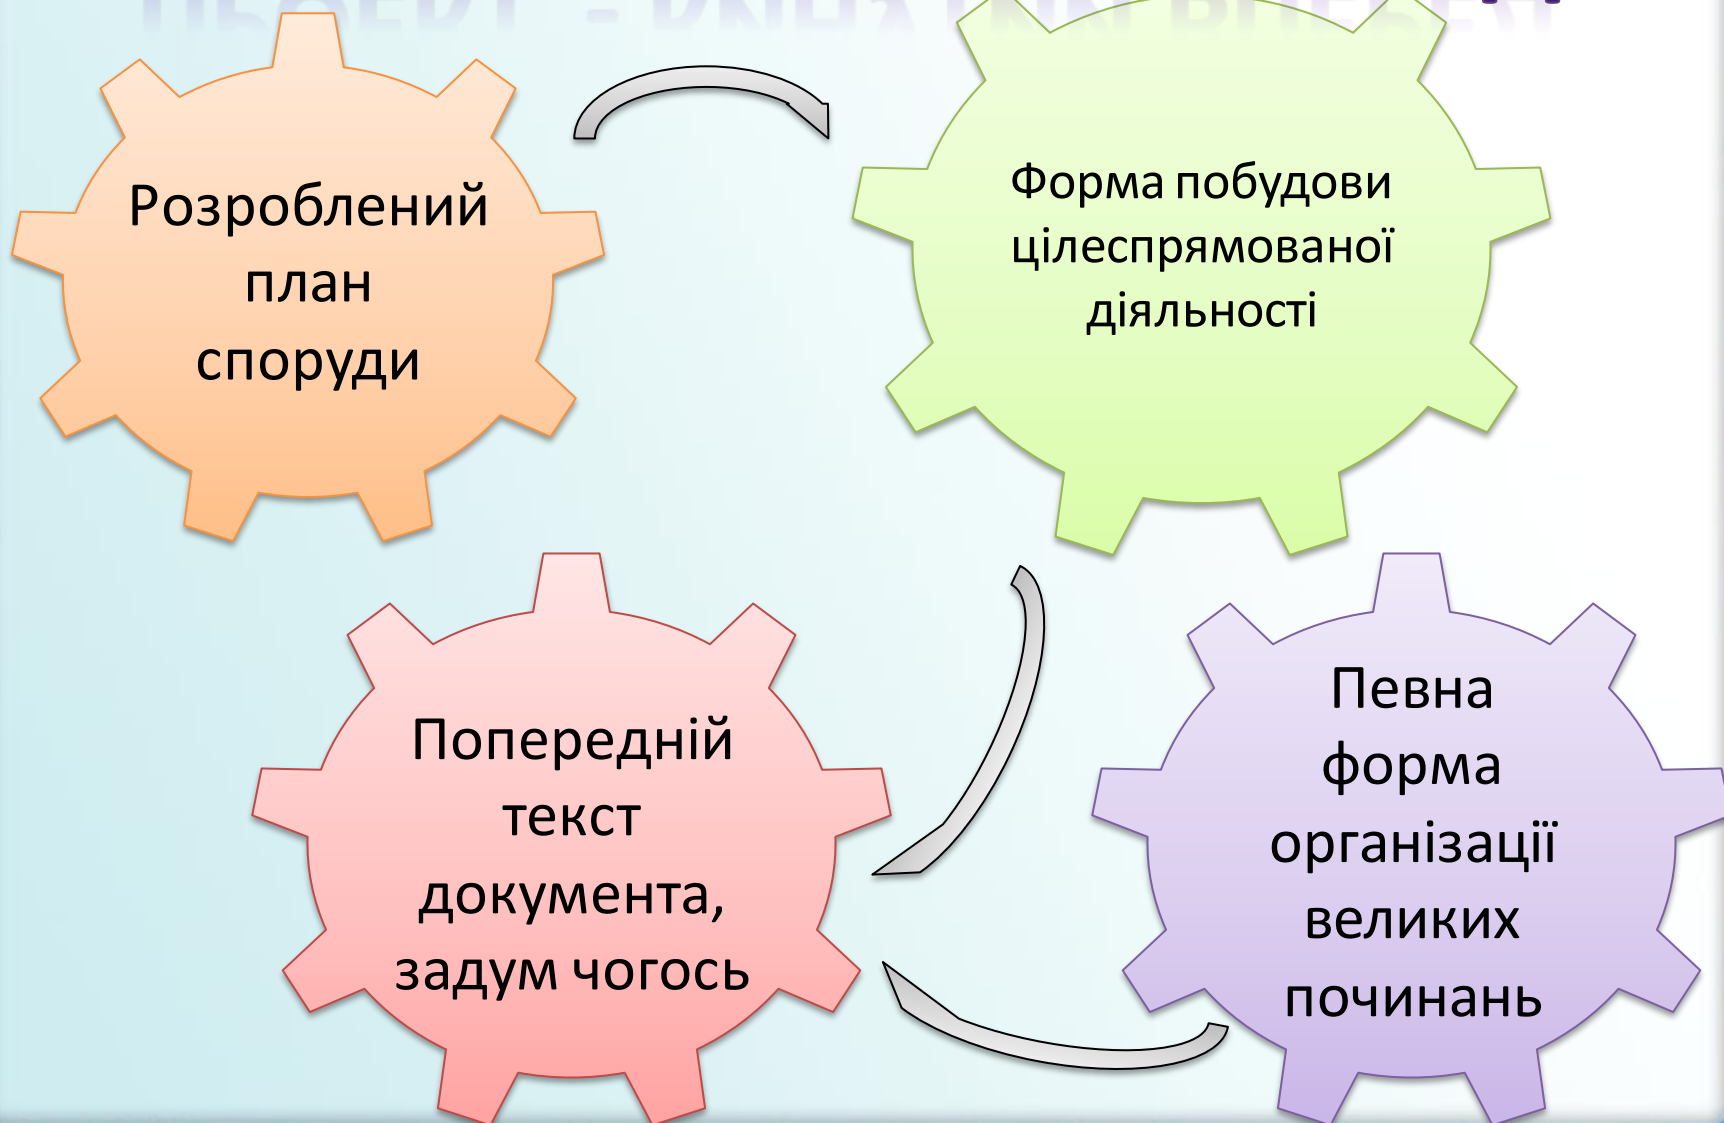 Розроблений
план
споруди
Форма побудови
цілеспрямованої
діяльності
Попередній
текст
документа,
задум чогось
Певна
форма
організації
великих
починань